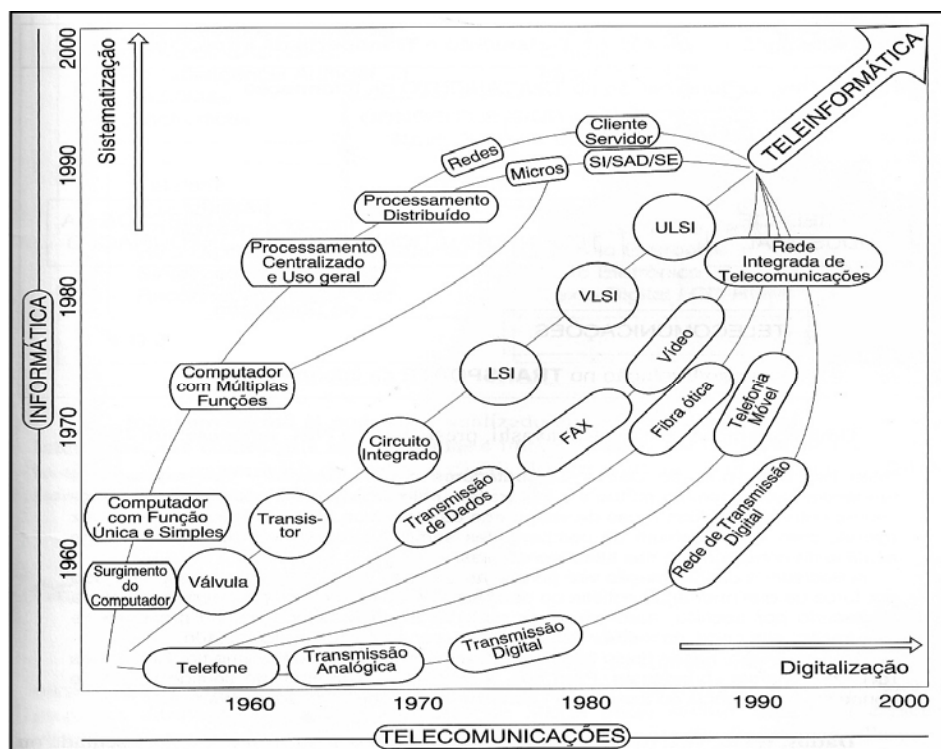 2000
1990
1980
1970
1960
INFORMÁTICA
Sistematização
TELEINFORMÁTICA
Cliente
Servidor
Redes
SI/SAD/SE
Micros
Processamento
Distribuído
ULSI
Rede
Integrada de
Telecomunicações
Processamento
Centralizado
e Uso geral
VLSI
Vídeo
LSI
Computador
com Múltiplas
Funções
FAX
Fibra ótica
Telefonia
Móvel
Circuito
Integrado
Transmissão
de Dados
Rede de Transmissão
Digital
Computador
com Função
Única e Simples
Transis-
tor
Surgimento
do
Computador
Válvula
Telefone
Transmissão
Analógica
Transmissão
Digital
Digitalização
1960
1970
1980
1990
2000
TELECOMUNICAÇÕES